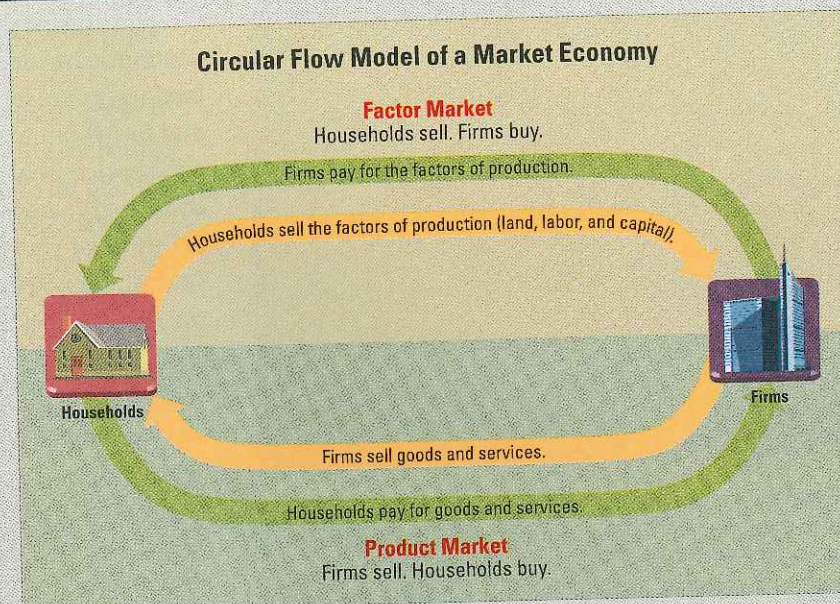 Circular Flow Model of a Market Economy
Factor Market
Households sell. Firms buy.
Firms pay for the factors of production.
Households sell the factors of production (land, labor, and capital).
Households
Firms
Firms sell goods and services.
Households pay for goods and services.
Product Market
Firms sell. Households buy.